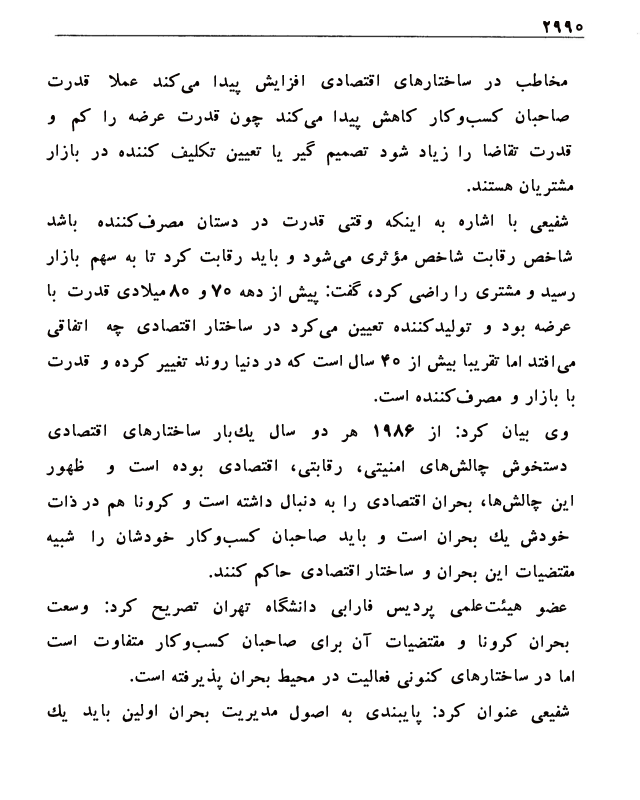 ۲۹۹۰
مخاطب در ساختارهای اقتصادی افزایش پیدا می‌کند عملا قدرت
صاحبان کسب‌وکار کاهش پیدا می‌کند چون قدرت عرضه را کم و
قدرت تقاضا را زیاد شود تصمیم گیر یا تعیین تکلیف کننده در بازار
مشتریان هستند.
شفیعی با اشاره به اینکه وقتی قدرت در دستان مصرف‌کننده باشد
شاخص رقابت شاخص مؤثری می‌شود و باید رقابت کرد تا به سهم بازار
رسید و مشتری را راضی کرد، گفت: پیش از دهه ۷۰ و ۸۰ میلادی قدرت با
عرضه بود و تولیدکننده تعیین می‌کرد در ساختار اقتصادی چه اتفاقی
می‌افتد اما تقریبا بیش از ۴۰ سال است که در دنیا روند تغییر کرده و قدرت
با بازار و مصرف‌کننده است.
وی بیان کرد: از ۱۹۸۶ هر دو سال یك‌بار ساختارهای اقتصادی
دستخوش چالش‌های امنیتی، رقابتی، اقتصادی بوده است و ظهور
این چالش‌ها، بحران اقتصادی را به دنبال داشته است و کرونا هم در ذات
خودش یك بحران است و باید صاحبان کسب‌وکار خودشان را شبیه
مقتضیات این بحران و ساختار اقتصادی حاکم کنند.
عضو هیئت‌علمی پردیس فارابی دانشگاه تهران تصریح کرد: وسعت
بحران کرونا و مقتضیات آن برای صاحبان کسب‌وکار متفاوت است
اما در ساختارهای کنونی فعالیت در محیط بحران پذیرفته است.
شفیعی عنوان کرد: پایبندی به اصول مدیریت بحران اولین باید یك